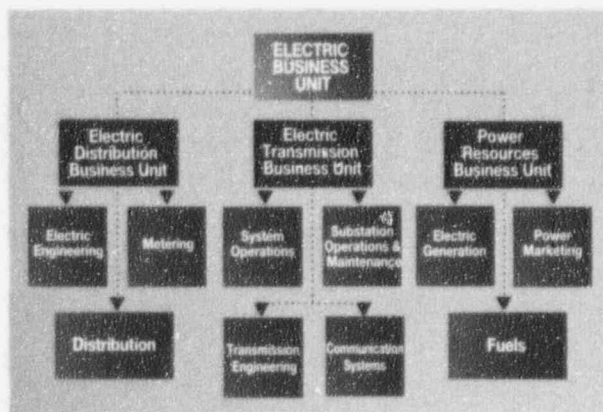 ELECTRIC
BUSINESS
UNIT
Electric
Distribution
Business Unit
Electric
Transmission
Business Unit
Power
Resources
Business Unit
Electric
Engineering
Metering
System
Operations
Substation
Operations &
Maintenance
Electric
Generation
Power
Marketing
Distribution
Transmission
Engineering
Communication
Systems
Fuels